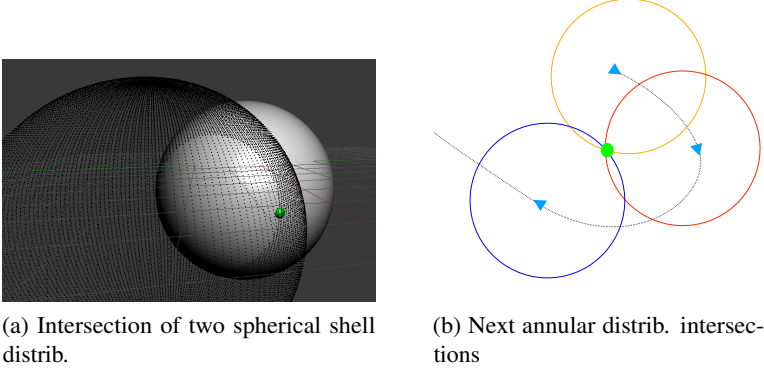 (a) Intersection of two spherical shell
distrib.
(b) Next annular distrib. intersec-
tions